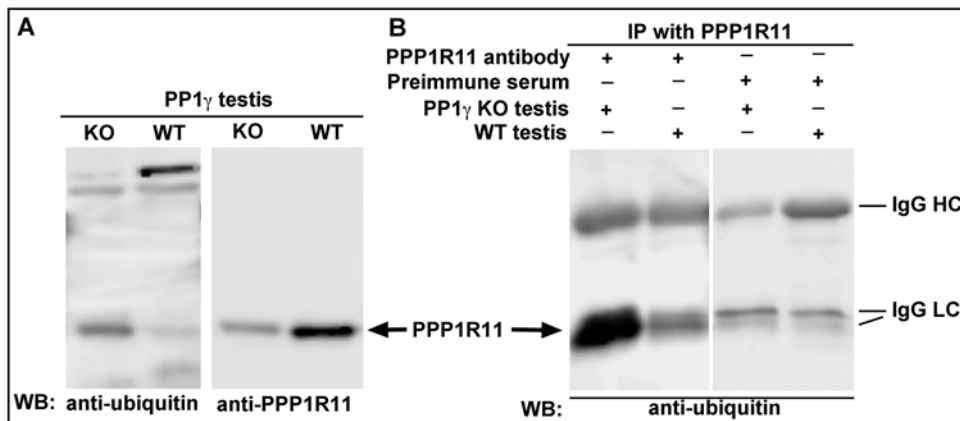 A
PP1γ testis
KO WT KO WT
WB: anti-ubiquitin anti-PPP1R11
PPP1R11
B
IP with PPP1R11
PPP1R11 antibody + + – –
Preimmune serum – – + +
PP1γ KO testis + – + –
WT testis – + – +
IgG HC
IgG LC
WB: anti-ubiquitin